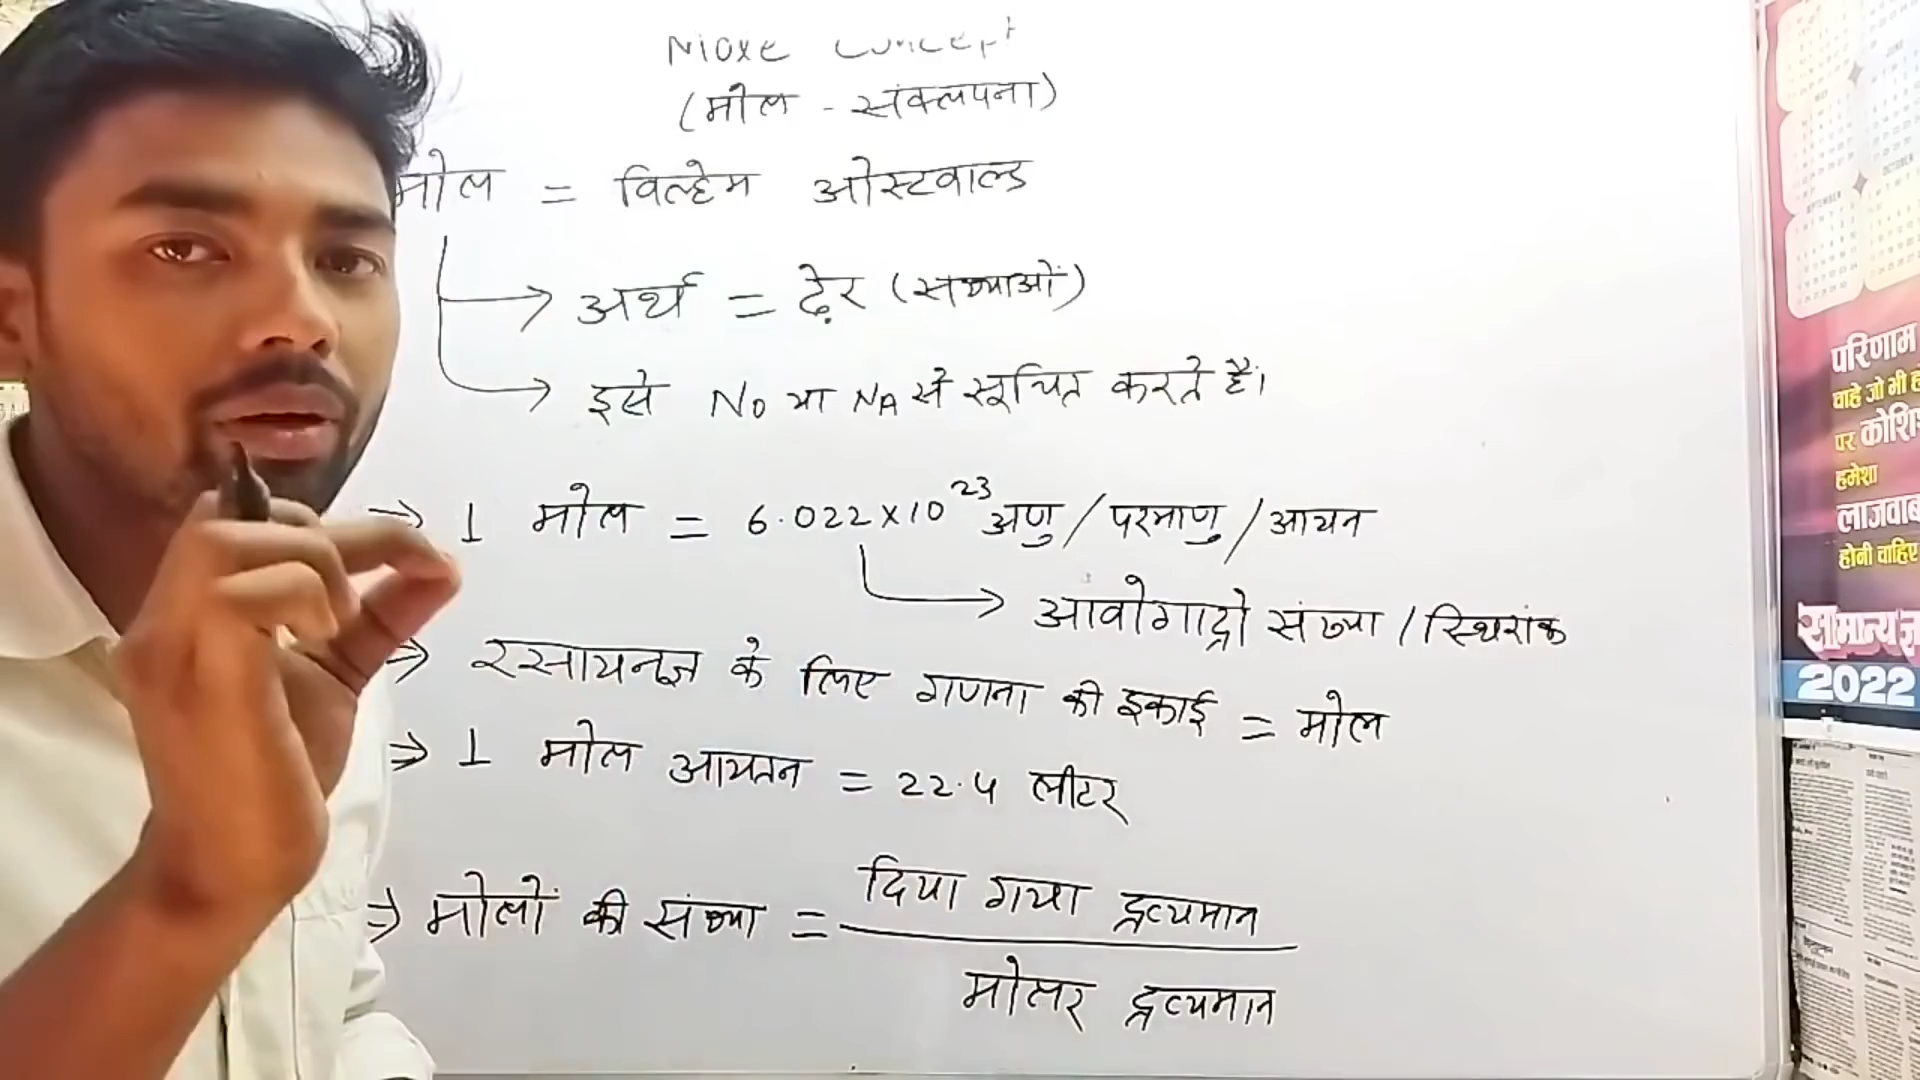 Mole concept
(मोल - संकल्पना)
मोल = विल्हेम ओस्टवाल्ड
→ अर्थ = ढ़ेर (संख्याओं)
→ इसे No या NA से सूचित करते है।
⇒ 1 मोल = 6.022×10²³ अणु / परमाणु / आयन
→ आवोगाद्रो संख्या / स्थिरांक
⇒ रसायनज्ञ के लिए गणना की इकाई = मोल
⇒ 1 मोल आयतन = 22.4 लीटर
⇒ मोलों की संख्या = दिया गया द्रव्यमान
मोलर द्रव्यमान
परिणाम
चाहे जो भी ह
पर कोशि
हमेशा
लाजवाब
होनी चाहिए
सामान्य ज्ञ
2022